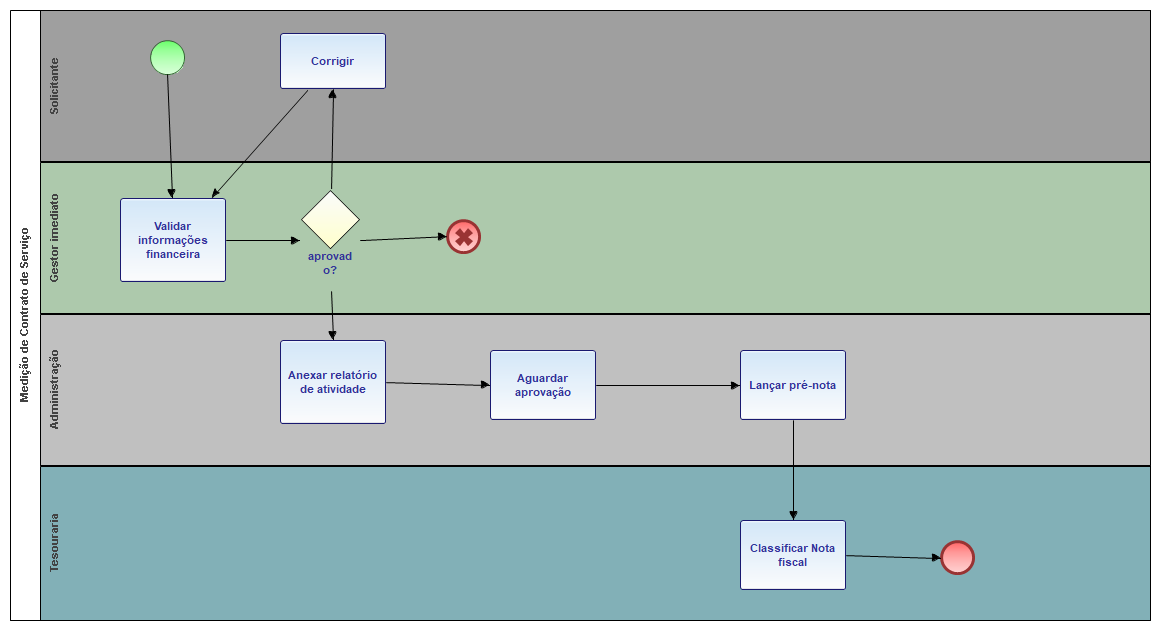 Medição de Contrato de Serviço
Solicitante
Corrigir
Gestor imediato
Validar
informações
financeira
aprovad
o?
Administração
Anexar relatório
de atividade
Aguardar
aprovação
Lançar pré-nota
Tesouraria
Classificar Nota
fiscal